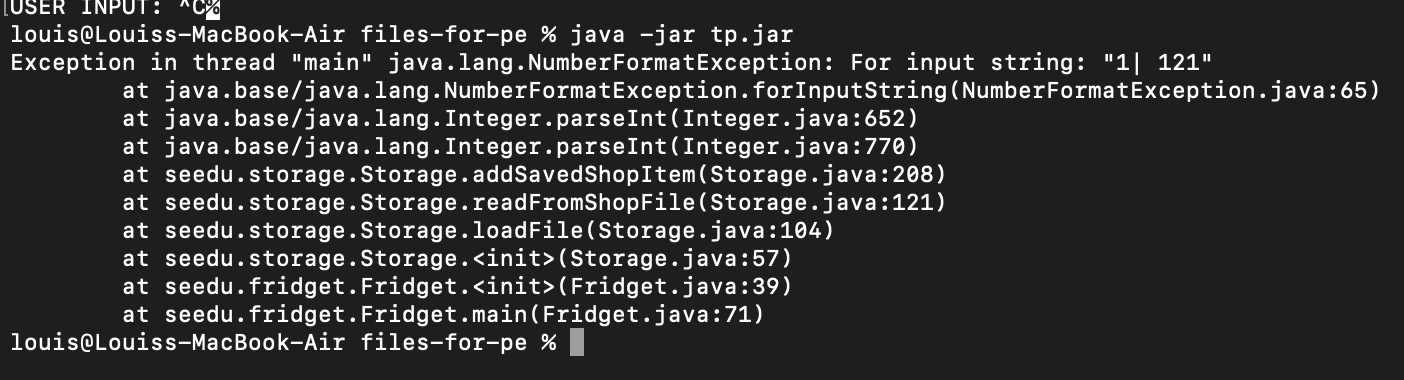 USER INPUT: ^C%
louis@Louiss-MacBook-Air files-for-pe % java -jar tp.jar
Exception in thread "main" java.lang.NumberFormatException: For input string: "1| 121"
at java.base/java.lang.NumberFormatException.forInputString(NumberFormatException.java:65)
at java.base/java.lang.Integer.parseInt(Integer.java:652)
at java.base/java.lang.Integer.parseInt(Integer.java:770)
at seedu.storage.Storage.addSavedShopItem(Storage.java:208)
at seedu.storage.Storage.readFromShopFile(Storage.java:121)
at seedu.storage.Storage.loadFile(Storage.java:104)
at seedu.storage.Storage.<init>(Storage.java:57)
at seedu.fridget.Fridget.<init>(Fridget.java:39)
at seedu.fridget.Fridget.main(Fridget.java:71)
louis@Louiss-MacBook-Air files-for-pe %